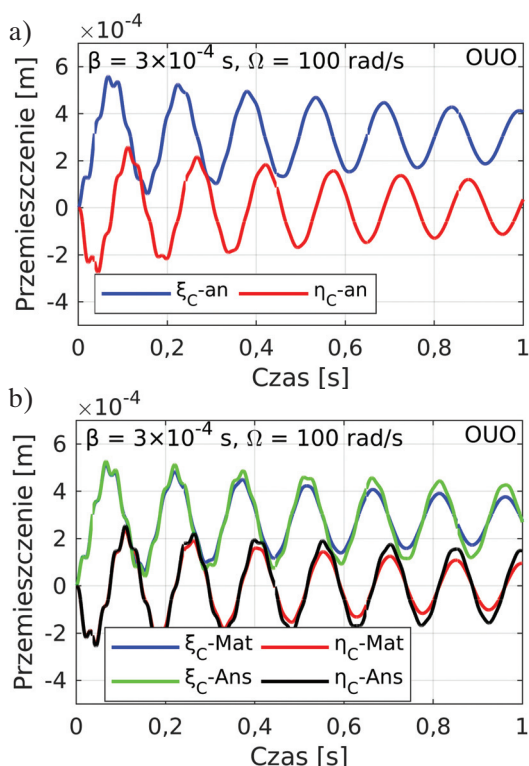 a)
×10⁻⁴
β = 3×10⁻⁴ s, Ω = 100 rad/s OUO
6
4
2
0
-2
-4
Przemieszczenie [m]
ξC-an ηC-an
0 0,2 0,4 0,6 0,8 1
Czas [s]
b)
×10⁻⁴
β = 3×10⁻⁴ s, Ω = 100 rad/s OUO
6
4
2
0
-2
-4
Przemieszczenie [m]
ξC-Mat ηC-Mat
ξC-Ans ηC-Ans
0 0,2 0,4 0,6 0,8 1
Czas [s]